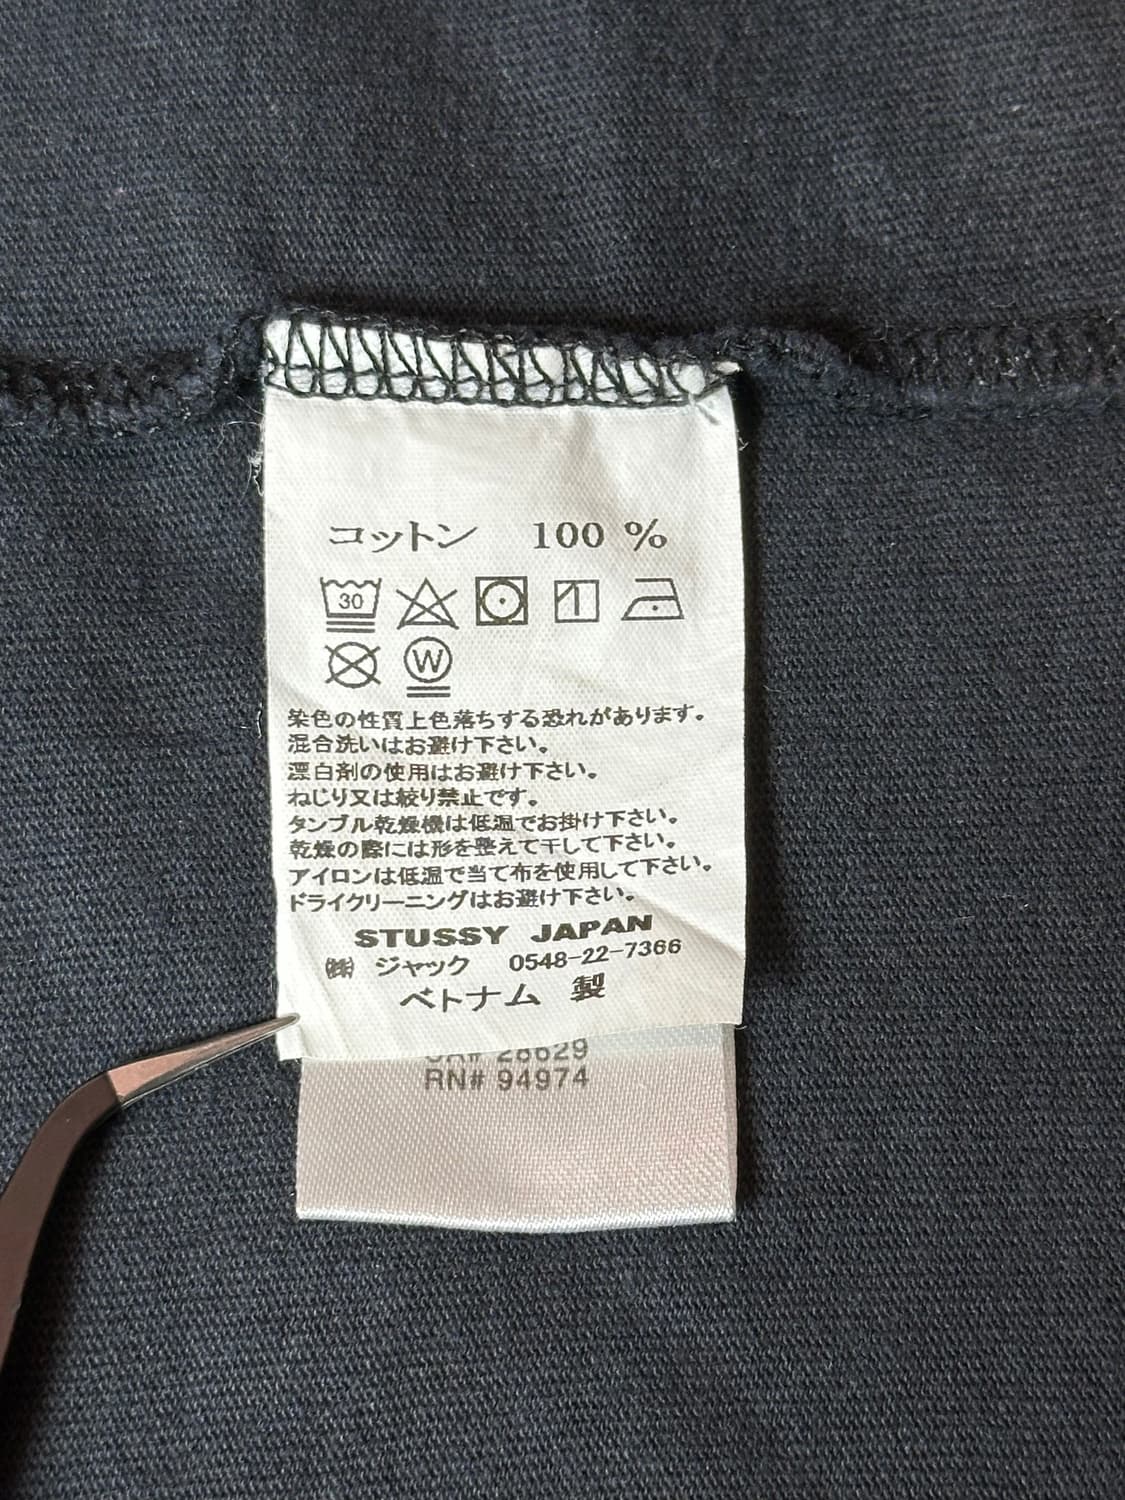 コットン 100 %
30
W
染色の性質上色落ちする恐れがあります。
混合洗いはお避け下さい。
漂白剤の使用はお避け下さい。
ねじり又は絞り禁止です。
タンブル乾燥機は低温でお掛け下さい。
乾燥の際には形を整えて干して下さい。
アイロンは低温で当て布を使用して下さい。
ドライクリーニングはお避け下さい。
STUSSY JAPAN
㈱ ジャック 0548-22-7366
ベトナム 製
CA# 28629
RN# 94974